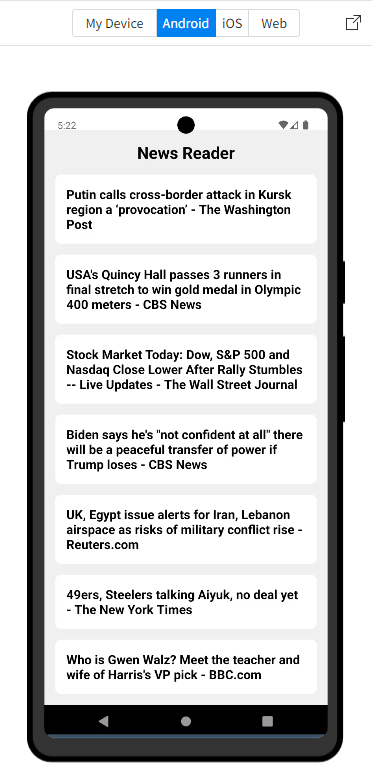 My Device Android iOS Web
5:22
News Reader
Putin calls cross-border attack in Kursk
region a ‘provocation’ - The Washington
Post
USA's Quincy Hall passes 3 runners in
final stretch to win gold medal in Olympic
400 meters - CBS News
Stock Market Today: Dow, S&P 500 and
Nasdaq Close Lower After Rally Stumbles
-- Live Updates - The Wall Street Journal
Biden says he's "not confident at all" there
will be a peaceful transfer of power if
Trump loses - CBS News
UK, Egypt issue alerts for Iran, Lebanon
airspace as risks of military conflict rise -
Reuters.com
49ers, Steelers talking Aiyuk, no deal yet
- The New York Times
Who is Gwen Walz? Meet the teacher and
wife of Harris's VP pick - BBC.com